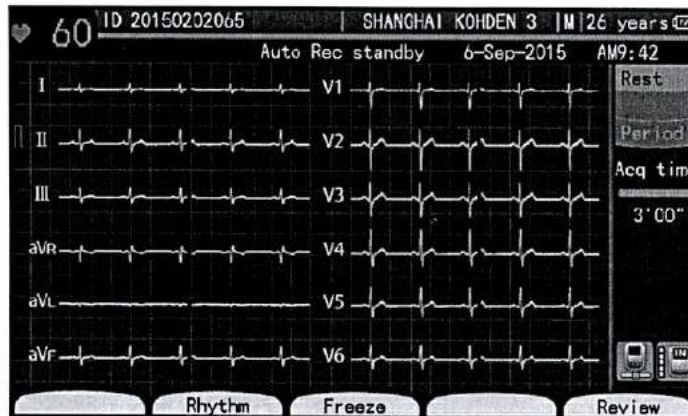 60 ID 20150202065 SHANGHAI KOHDEN 3 M 26 years
Auto Rec standby 6-Sep-2015 AM9:42
I V1 Rest
II V2 Period
Acq tim
III V3
3'00"
aVR V4
aVL V5
aVF V6
IN
Rhythm Freeze Review